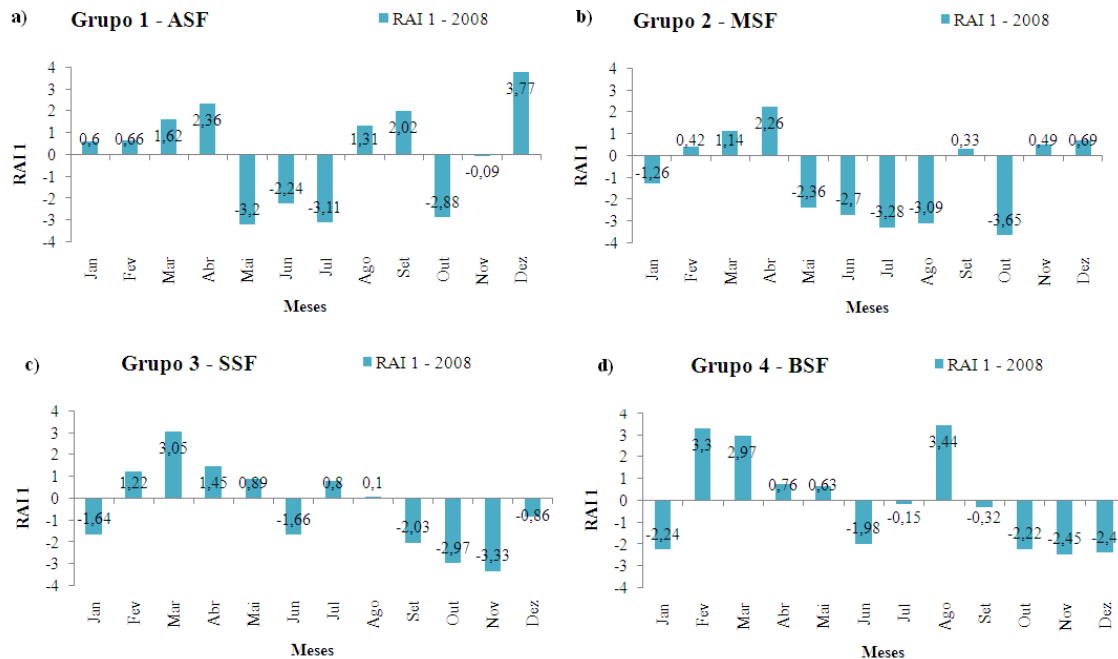 a)
Grupo 1 - ASF
RAI 1 - 2008
RAI 1
4
3
2
1
0
-1
-2
-3
-4
0,6
0,66
1,62
2,36
-3,2
-2,24
-3,11
1,31
2,02
-2,88
-0,09
3,77
Jan
Fev
Mar
Abr
Mai
Jun
Jul
Ago
Set
Out
Nov
Dez
Meses
b)
Grupo 2 - MSF
RAI 1 - 2008
RAI 1
4
3
2
1
0
-1
-2
-3
-4
-1,26
0,42
1,14
2,26
-2,36
-2,7
-3,28
-3,09
0,33
-3,65
0,49
0,69
Jan
Fev
Mar
Abr
Mai
Jun
Jul
Ago
Set
Out
Nov
Dez
Meses
c)
Grupo 3 - SSF
RAI 1 - 2008
RAI 1
4
3
2
1
0
-1
-2
-3
-4
-1,64
1,22
3,05
1,45
0,89
-1,66
0,8
0,1
-2,03
-2,97
-3,33
-0,86
Jan
Fev
Mar
Abr
Mai
Jun
Jul
Ago
Set
Out
Nov
Dez
Meses
d)
Grupo 4 - BSF
RAI 1 - 2008
RAI 1
4
3
2
1
0
-1
-2
-3
-4
-2,24
3,3
2,97
0,76
0,63
-1,98
-0,15
3,44
-0,32
-2,22
-2,45
-2,4
Jan
Fev
Mar
Abr
Mai
Jun
Jul
Ago
Set
Out
Nov
Dez
Meses